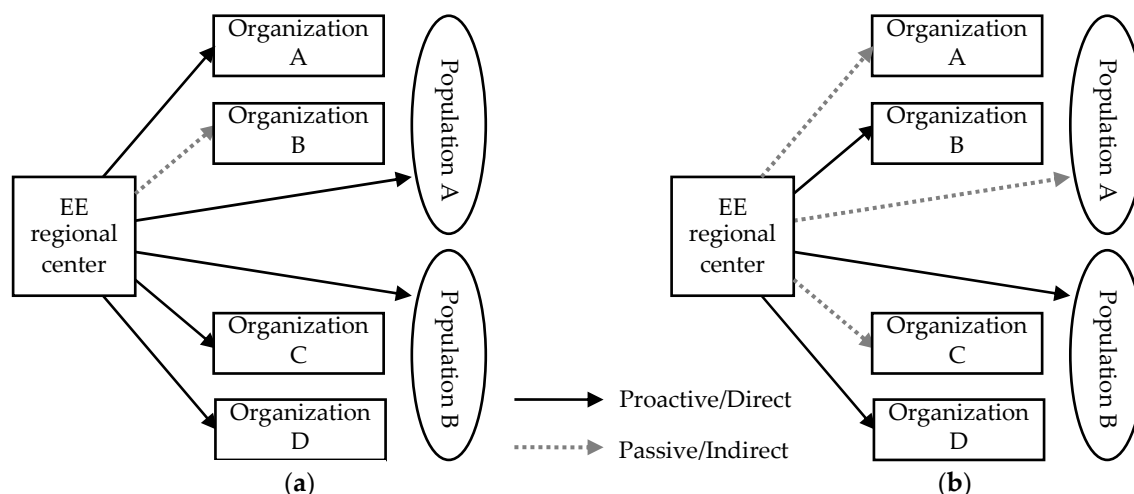 Organization
A
Organization
B
Population A
EE
regional
center
Population B
Organization
C
Organization
D
(a)
Proactive/Direct
Passive/Indirect
Organization
A
Organization
B
Population A
EE
regional
center
Population B
Organization
C
Organization
D
(b)